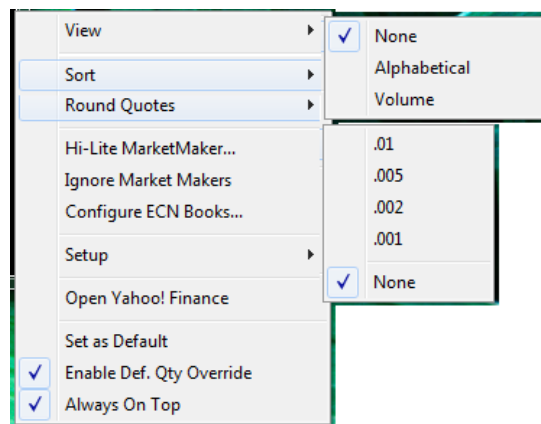 View
Sort
Round Quotes
Hi-Lite MarketMaker...
Ignore Market Makers
Configure ECN Books...
Setup
Open Yahoo! Finance
Set as Default
Enable Def. Qty Override
Always On Top
None
Alphabetical
Volume
.01
.005
.002
.001
None